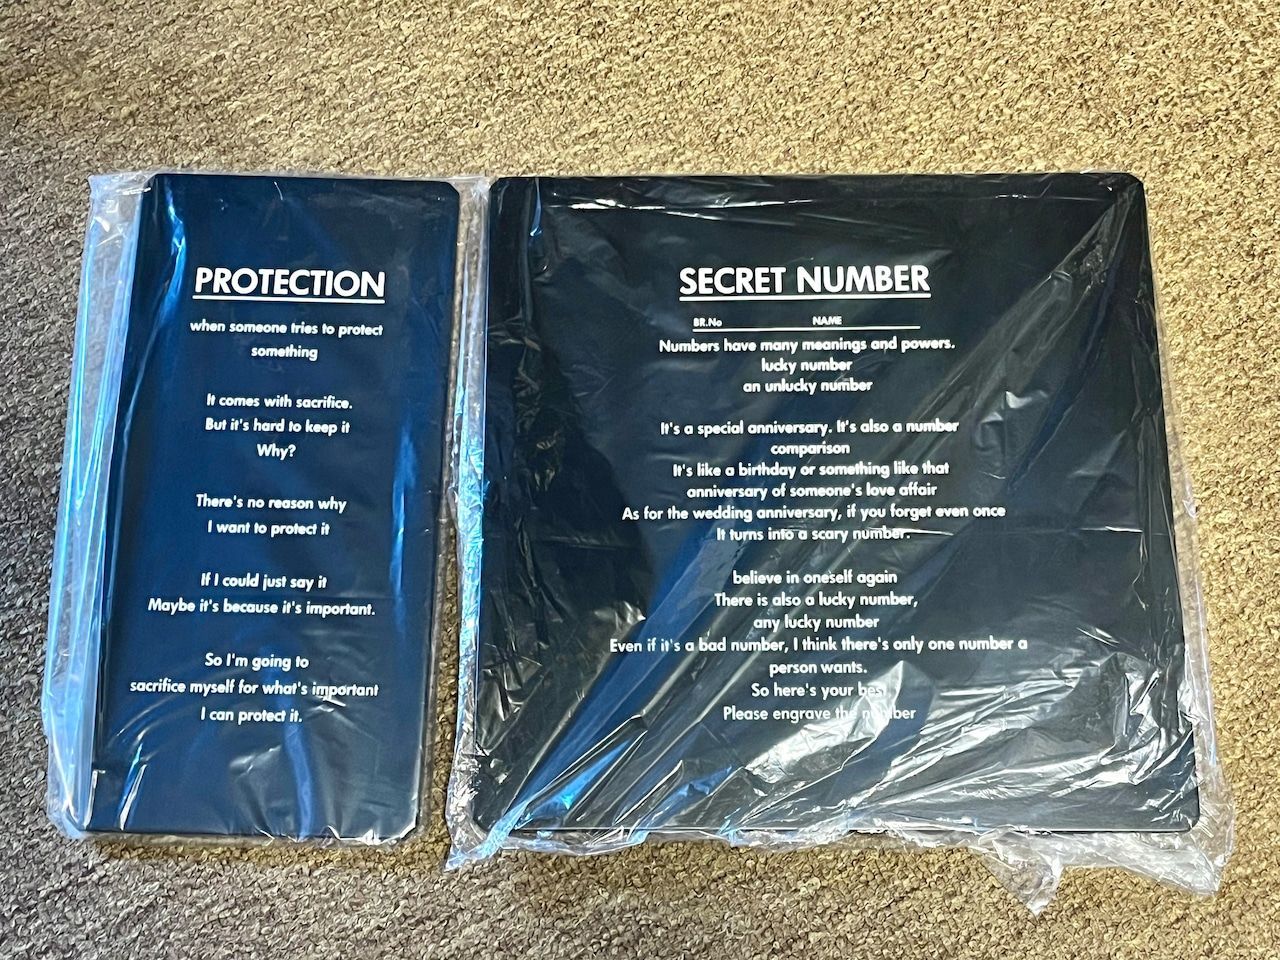 PROTECTION
when someone tries to protect
something
It comes with sacrifice.
But it's hard to keep it
Why?
There's no reason why
I want to protect it
If I could just say it
Maybe it's because it's important.
So I'm going to
sacrifice myself for what's important
I can protect it.
SECRET NUMBER
BR.No NAME
Numbers have many meanings and powers.
lucky number
an unlucky number
It's a special anniversary. It's also a number
comparison
It's like a birthday or something like that
anniversary of someone's love affair
As for the wedding anniversary, if you forget even once
It turns into a scary number.
believe in oneself again
There is also a lucky number,
any lucky number
Even if it's a bad number, I think there's only one number a
person wants.
So here's your best
Please engrave the number